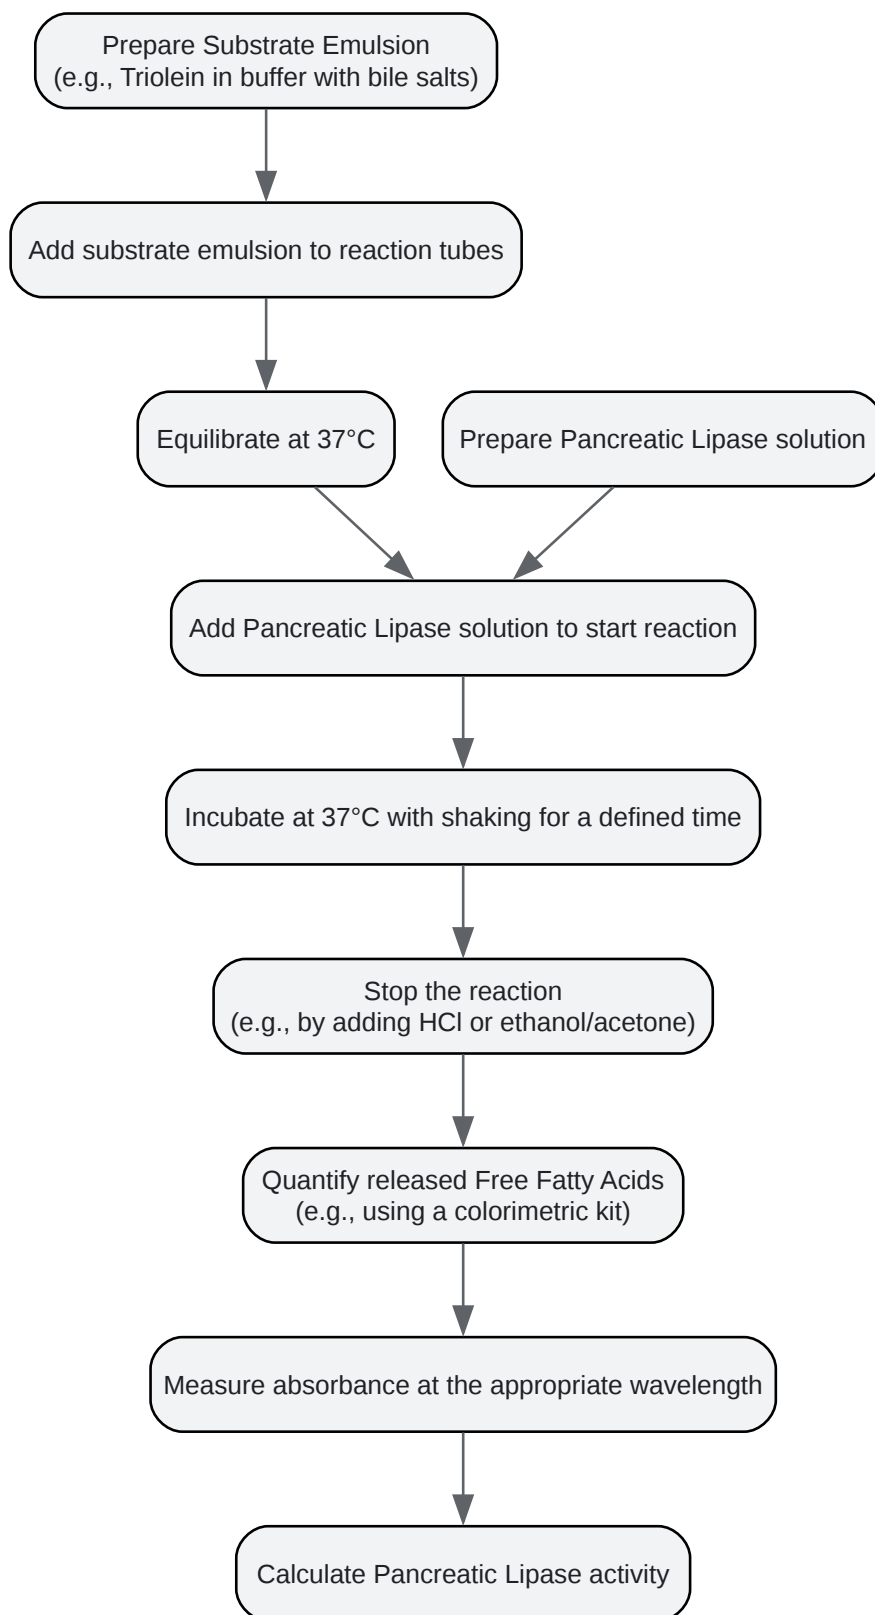 Prepare Substrate Emulsion
(e.g., Triolein in buffer with bile salts)
Add substrate emulsion to reaction tubes
Equilibrate at 37°C
Prepare Pancreatic Lipase solution
Add Pancreatic Lipase solution to start reaction
Incubate at 37°C with shaking for a defined time
Stop the reaction
(e.g., by adding HCl or ethanol/acetone)
Quantify released Free Fatty Acids
(e.g., using a colorimetric kit)
Measure absorbance at the appropriate wavelength
Calculate Pancreatic Lipase activity